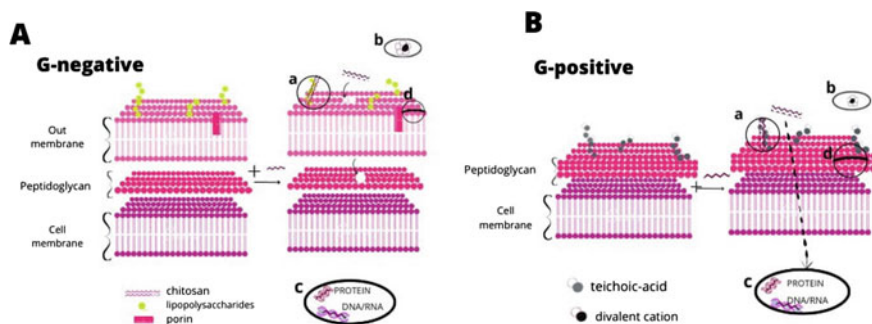 A
G-negative
b
a
d
Out
membrane
+
Peptidoglycan
Cell
membrane
c
PROTEIN
DNA/RNA
chitosan
lipopolysaccharides
porin
B
G-positive
b
a
d
Peptidoglycan
+
Cell
membrane
c
PROTEIN
DNA/RNA
teichoic-acid
divalent cation